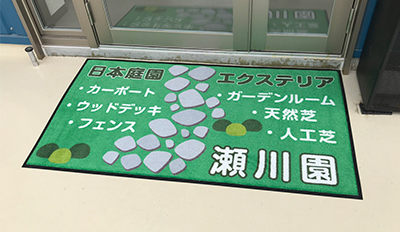 日本庭園
・カーポート
・ウッドデッキ
・フェンス
エクステリア
・ガーデンルーム
・天然芝
・人工芝
瀬川園